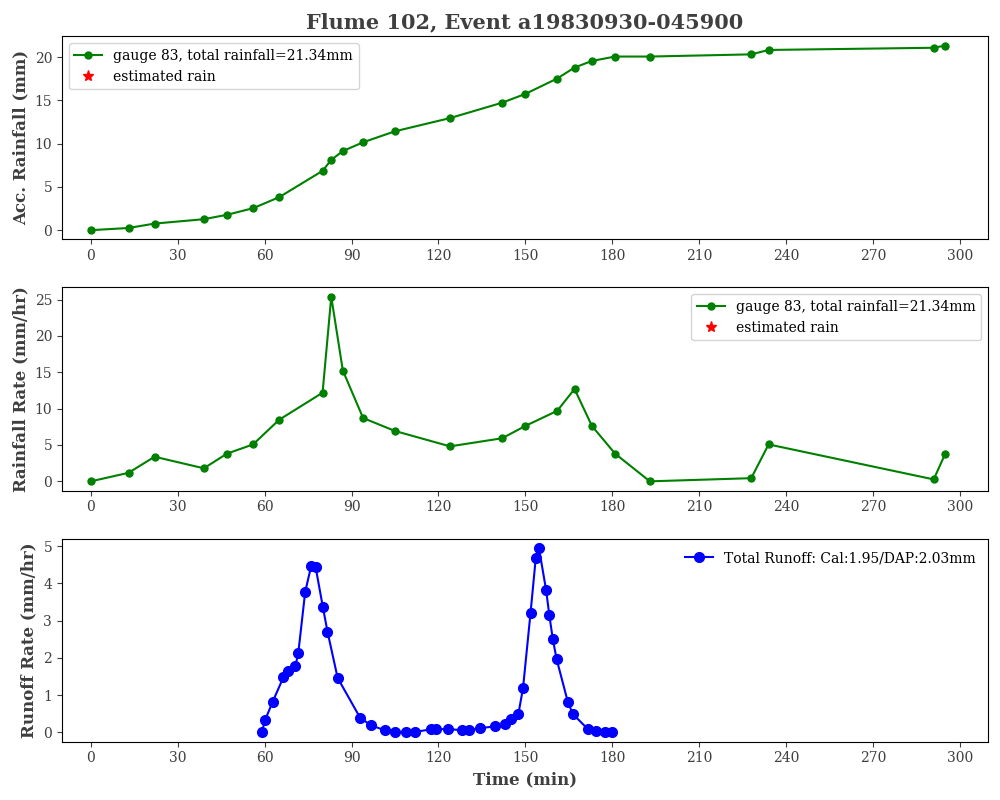 Flume 102, Event a19830930-045900
Acc. Rainfall (mm)
20
15
10
5
0
gauge 83, total rainfall=21.34mm
estimated rain
0 30 60 90 120 150 180 210 240 270 300
Rainfall Rate (mm/hr)
25
20
15
10
5
0
gauge 83, total rainfall=21.34mm
estimated rain
0 30 60 90 120 150 180 210 240 270 300
Runoff Rate (mm/hr)
5
4
3
2
1
0
Total Runoff: Cal:1.95/DAP:2.03mm
0 30 60 90 120 150 180 210 240 270 300
Time (min)